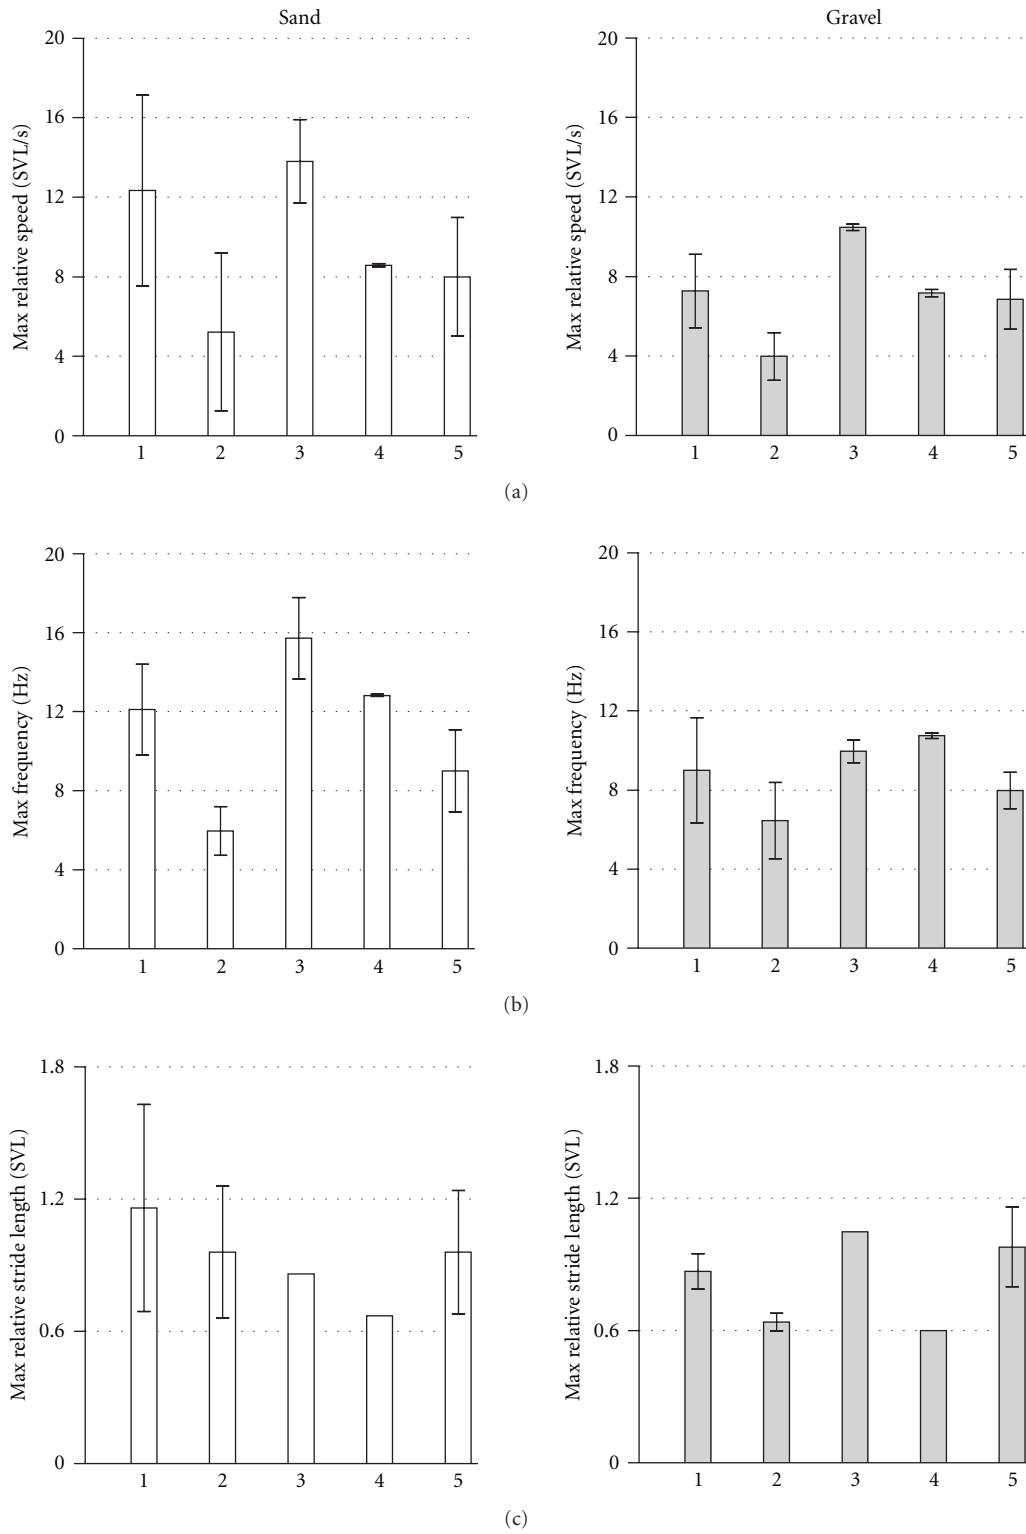 Sand
Gravel
Max relative speed (SVL/s)
20
16
12
8
4
0
1 2 3 4 5
Max relative speed (SVL/s)
20
16
12
8
4
0
1 2 3 4 5
(a)
Max frequency (Hz)
20
16
12
8
4
0
1 2 3 4 5
Max frequency (Hz)
20
16
12
8
4
0
1 2 3 4 5
(b)
Max relative stride length (SVL)
1.8
1.2
0.6
0
1 2 3 4 5
Max relative stride length (SVL)
1.8
1.2
0.6
0
1 2 3 4 5
(c)